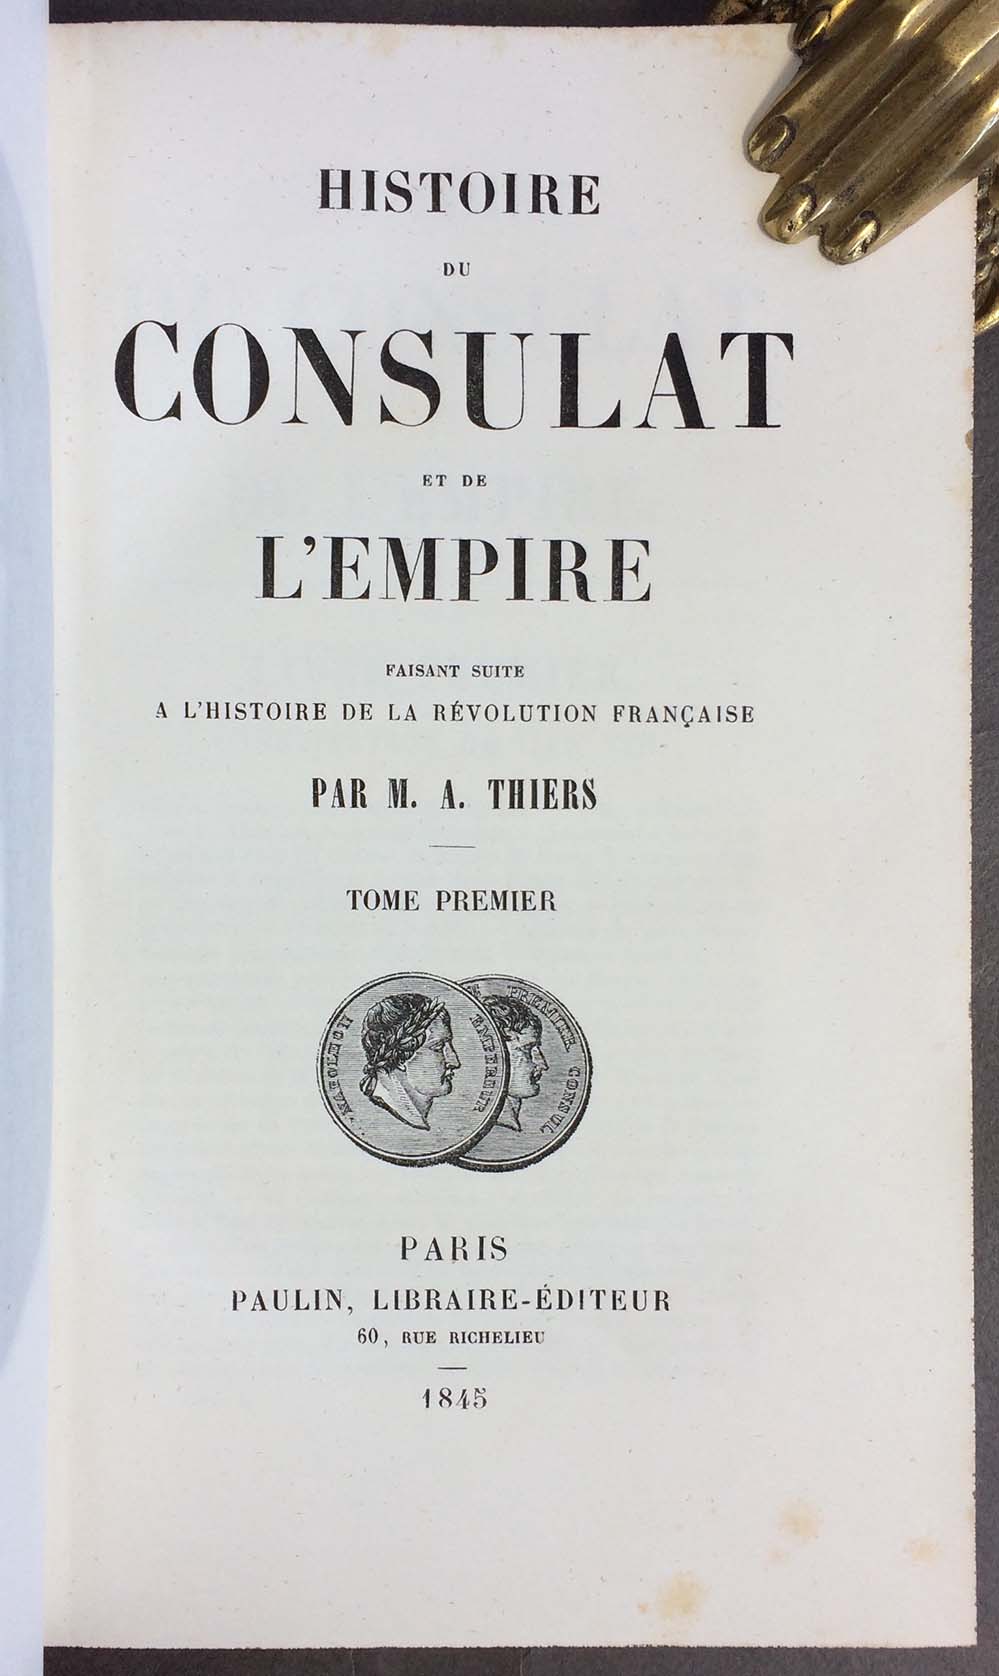 HISTOIRE
DU
CONSULAT
ET DE
L'EMPIRE
FAISANT SUITE
A L'HISTOIRE DE LA RÉVOLUTION FRANÇAISE
PAR M. A. THIERS
TOME PREMIER
NAPOLEON
EMPEREUR
PREMIER CONSUL
PARIS
PAULIN, LIBRAIRE-ÉDITEUR
60, RUE RICHELIEU
1845